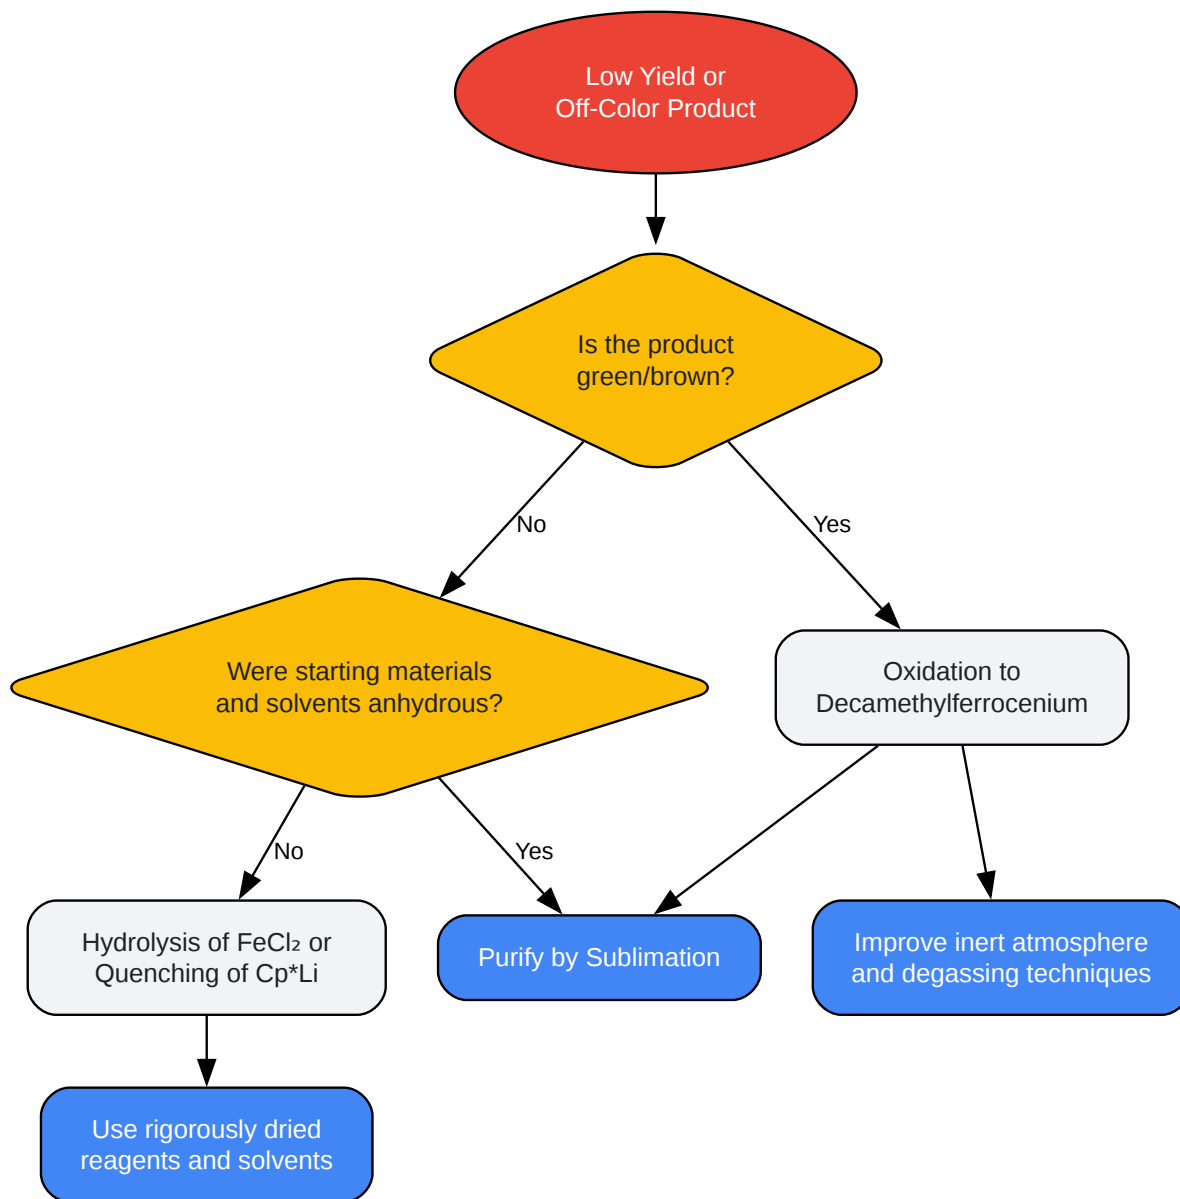 Low Yield or
Off-Color Product
Is the product
green/brown?
No
Yes
Were starting materials
and solvents anhydrous?
Oxidation to
Decamethylferrocenium
No
Yes
Hydrolysis of FeCl₂ or
Quenching of Cp*Li
Purify by Sublimation
Improve inert atmosphere
and degassing techniques
Use rigorously dried
reagents and solvents